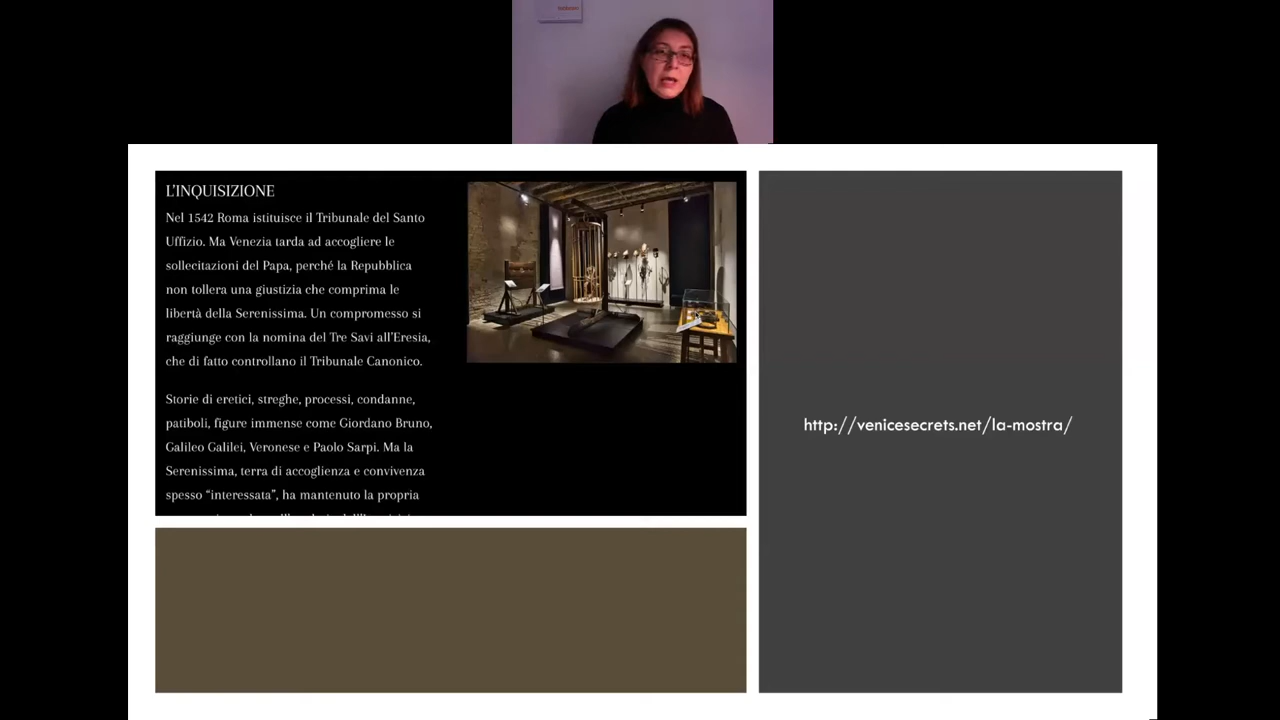 L'INQUISIZIONE
Nel 1542 Roma istituisce il Tribunale del Santo
Uffizio. Ma Venezia tarda ad accogliere le
sollecitazioni del Papa, perché la Repubblica
non tollera una giustizia che comprima le
libertà della Serenissima. Un compromesso si
raggiunge con la nomina del Tre Savi all'Eresia,
che di fatto controllano il Tribunale Canonico.
Storie di eretici, streghe, processi, condanne,
patiboli, figure immense come Giordano Bruno,
Galileo Galilei, Veronese e Paolo Sarpi. Ma la
Serenissima, terra di accoglienza e convivenza
spesso “interessata”, ha mantenuto la propria
http://venicesecrets.net/la-mostra/